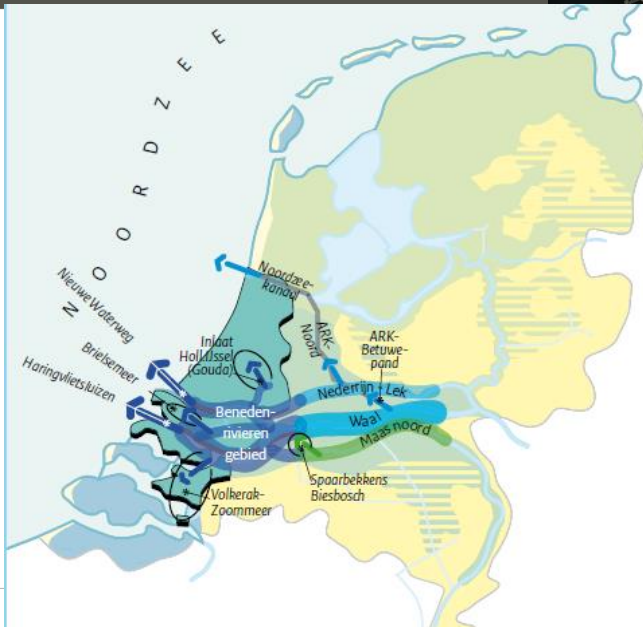 NOORDZEE
Nieuwe Waterweg
Brielsemeer
Haringvlietsluizen
Noordzee-
kanaal
Inlaat
Holl. IJssel
(Gouda)
ARK-
Noord
ARK-
Betuwe-
pand
Nederrijn - Lek
Waal
Maas noord
Beneden-
rivieren
gebied
Spaarbekkens
Biesbosch
Volkerak-
Zoommeer